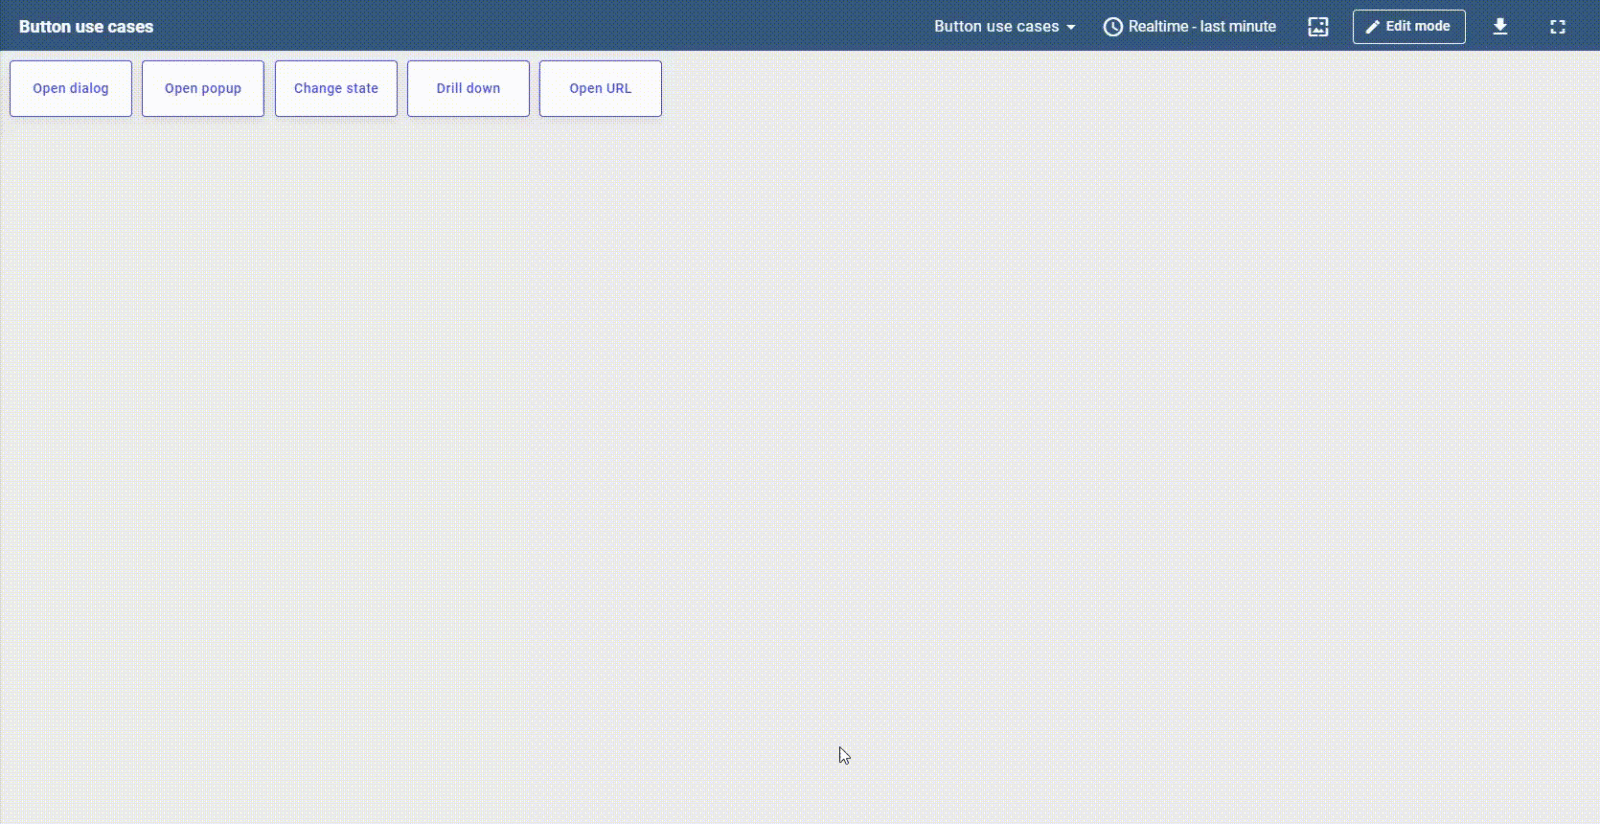 Button use cases
Button use cases
Realtime - last minute
Edit mode
Open dialog
Open popup
Change state
Drill down
Open URL